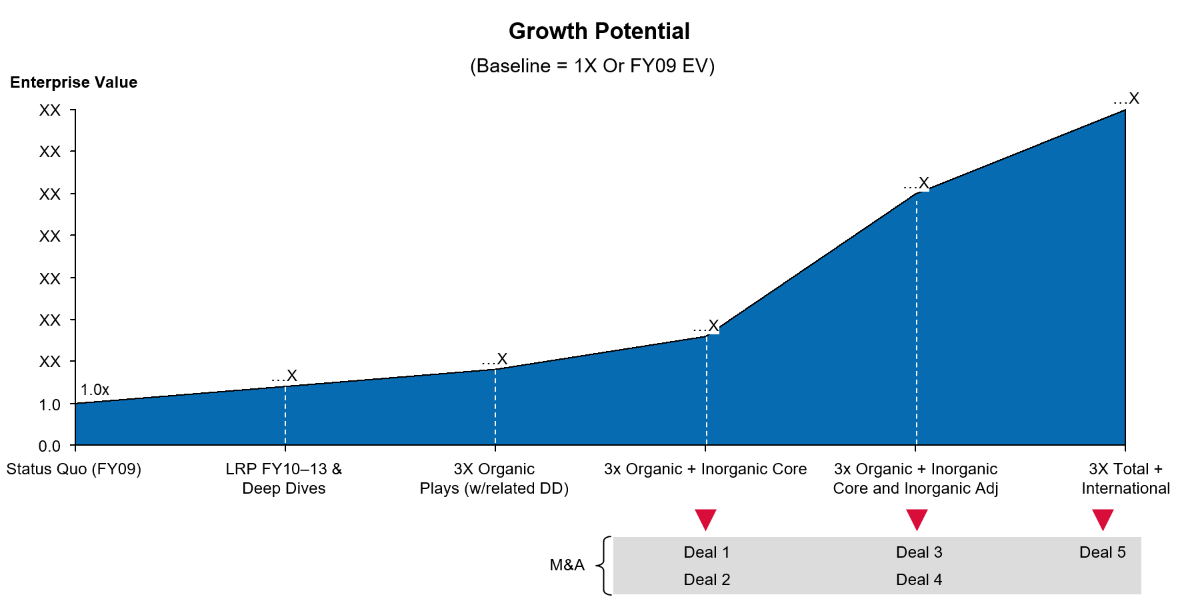 Growth Potential
(Baseline = 1X Or FY09 EV)
Enterprise Value
XX
XX
XX
XX
XX
XX
XX
1.0
0.0
1.0x
...X
...X
...X
...X
...X
Status Quo (FY09)
LRP FY10–13 &
Deep Dives
3X Organic
Plays (w/related DD)
3x Organic + Inorganic Core
3x Organic + Inorganic
Core and Inorganic Adj
3X Total +
International
M&A
Deal 1
Deal 2
Deal 3
Deal 4
Deal 5